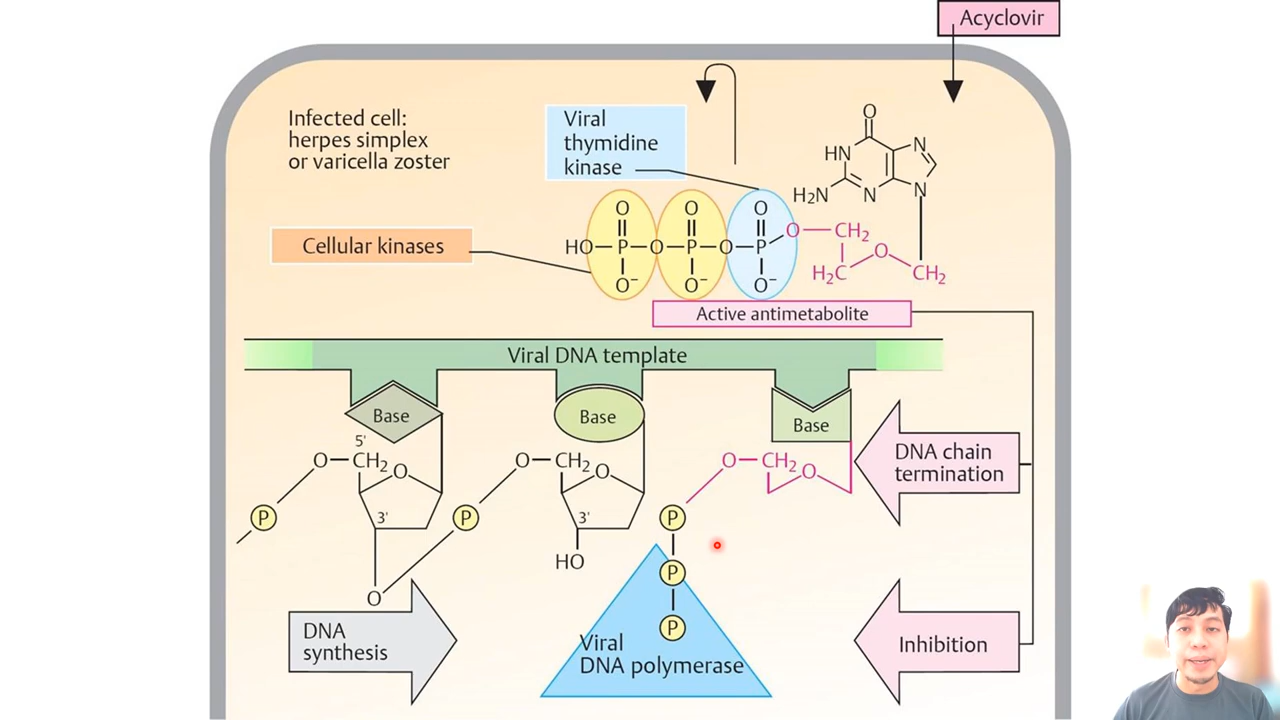 Acyclovir
Infected cell:
herpes simplex
or varicella zoster
Viral
thymidine
kinase
O
HN
N
N
H₂N
N
N
Cellular kinases
O
O
O
HO
P
O
P
O
P
O
CH₂
O
O⁻
O⁻
O⁻
H₂C
CH₂
Active antimetabolite
Viral DNA template
Base
Base
Base
5'
O
CH₂
O
O
CH₂
O
O
CH₂
O
DNA chain
termination
P
3'
P
3'
P
HO
P
O
P
DNA
synthesis
Viral
DNA polymerase
Inhibition